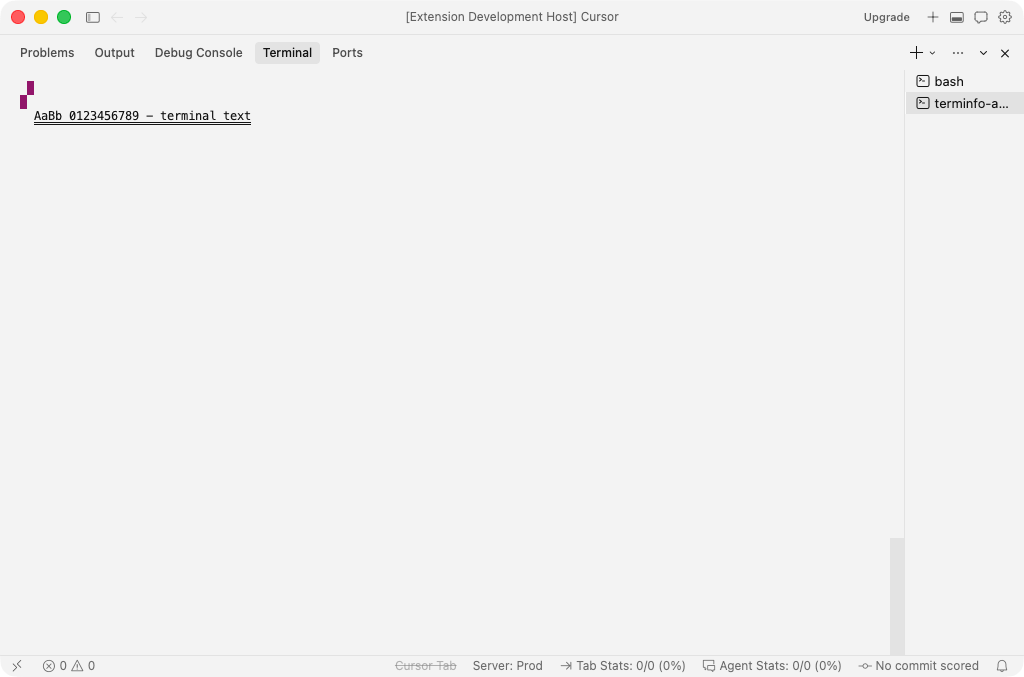 [Extension Development Host] Cursor
Upgrade
Problems Output Debug Console Terminal Ports
bash
terminfo-a...
AaBb 0123456789 — terminal text
0 0 Cursor Tab Server: Prod Tab Stats: 0/0 (0%) Agent Stats: 0/0 (0%) No commit scored